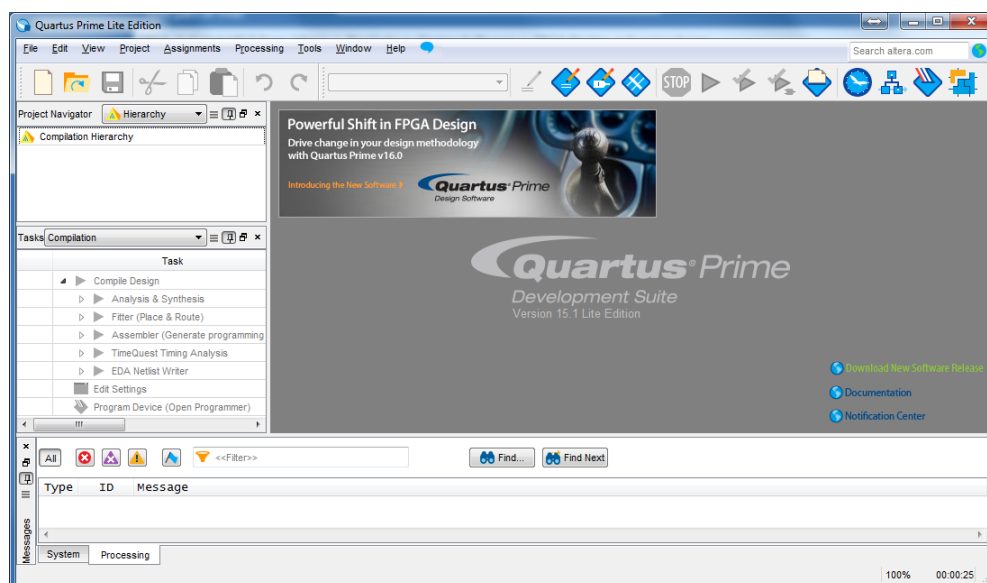 Quartus Prime Lite Edition
File Edit View Project Assignments Processing Tools Window Help
Search altera.com
STOP
Project Navigator Hierarchy
Compilation Hierarchy
Powerful Shift in FPGA Design
Drive change in your design methodology
with Quartus Prime v16.0
Introducing the New Software
Quartus Prime
Design Software
Tasks Compilation
Task
Compile Design
Analysis & Synthesis
Fitter (Place & Route)
Assembler (Generate programming
TimeQuest Timing Analysis
EDA Netlist Writer
Edit Settings
Program Device (Open Programmer)
Quartus® Prime
Development Suite
Version 15.1 Lite Edition
Download New Software Release
Documentation
Notification Center
All <<Filter>> Find... Find Next
Type ID Message
Messages
System Processing
100% 00:00:25